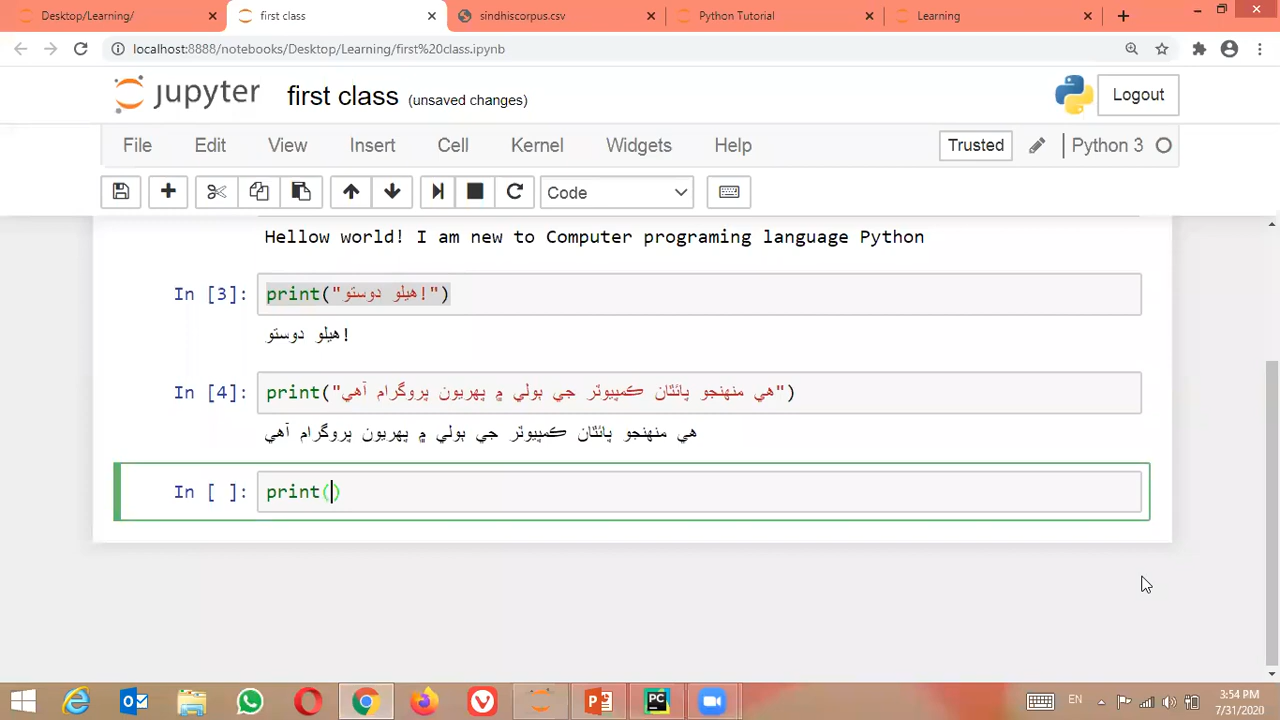 Desktop/Learning/
first class
sindhiscorpus.csv
Python Tutorial
Learning
localhost:8888/notebooks/Desktop/Learning/first%20class.ipynb
jupyter first class (unsaved changes)
Logout
File Edit View Insert Cell Kernel Widgets Help
Trusted
Python 3
Code
Hellow world! I am new to Computer programing language Python
In [3]: print("هيلو دوستو!")
هيلو دوستو!
In [4]: print("هي منهنجو پائٿان ڪمپيوٽر جي ٻولي ۾ پهريون پروگرام آهي")
هي منهنجو پائٿان ڪمپيوٽر جي ٻولي ۾ پهريون پروگرام آهي
In [ ]: print()
EN
3:54 PM
7/31/2020